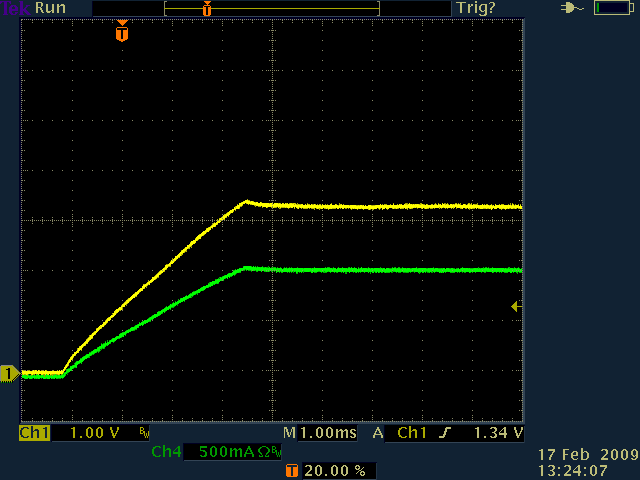 Tek Run Trig?
T
T
1
Ch1 1.00 V BW M 1.00ms A Ch1 1.34 V
Ch4 500mA Ω BW
T 20.00 %
17 Feb 2009
13:24:07